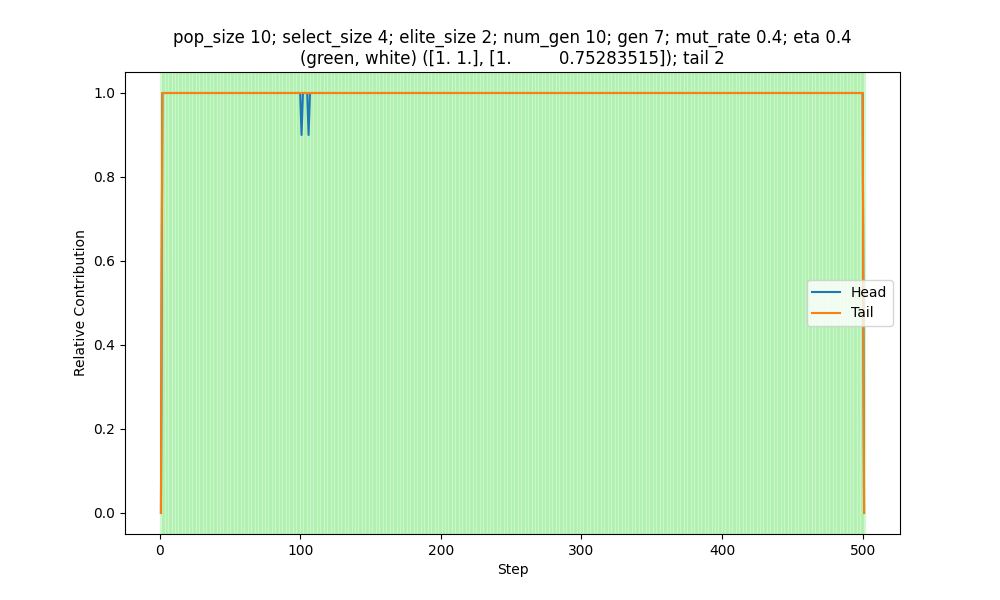 pop_size 10; select_size 4; elite_size 2; num_gen 10; gen 7; mut_rate 0.4; eta 0.4
(green, white) ([1. 1.], [1.         0.75283515]); tail 2
1.0
0.8
0.6
0.4
0.2
0.0
Relative Contribution
Head
Tail
0
100
200
300
400
500
Step